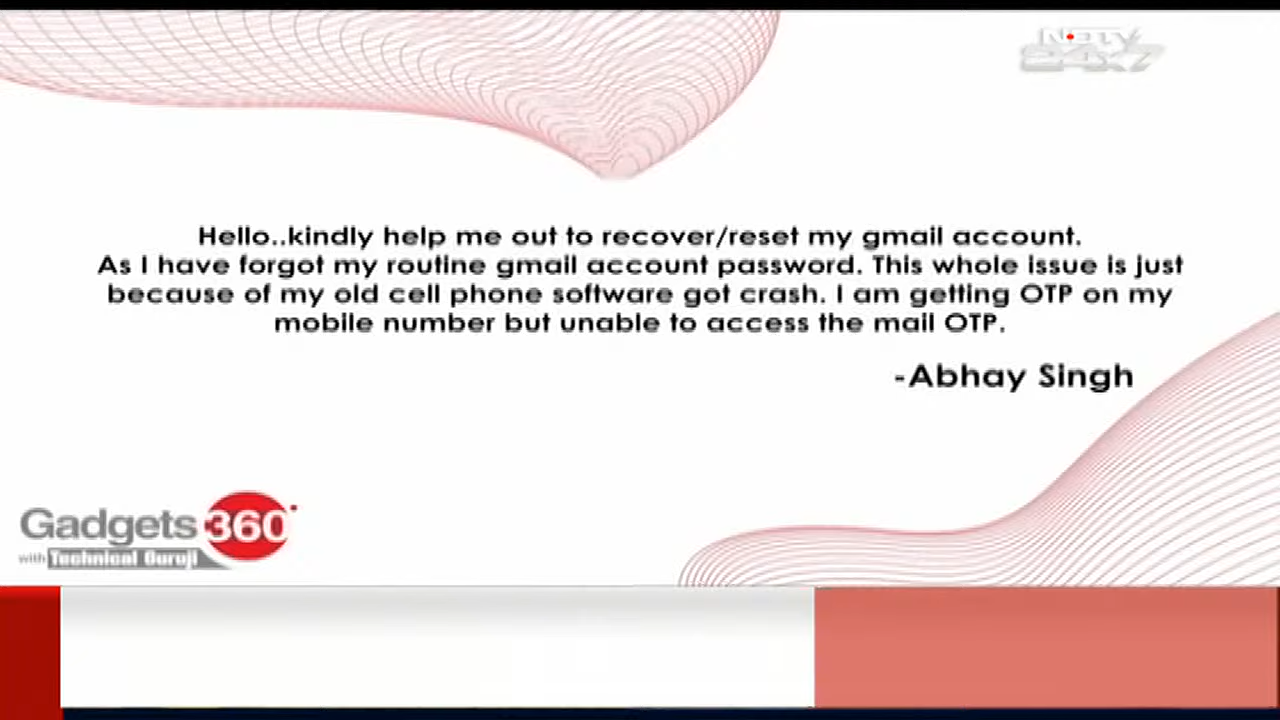 NDTV
24x7
Hello..kindly help me out to recover/reset my gmail account.
As I have forgot my routine gmail account password. This whole issue is just
because of my old cell phone software got crash. I am getting OTP on my
mobile number but unable to access the mail OTP.
-Abhay Singh
Gadgets 360°
with Technical Guruji